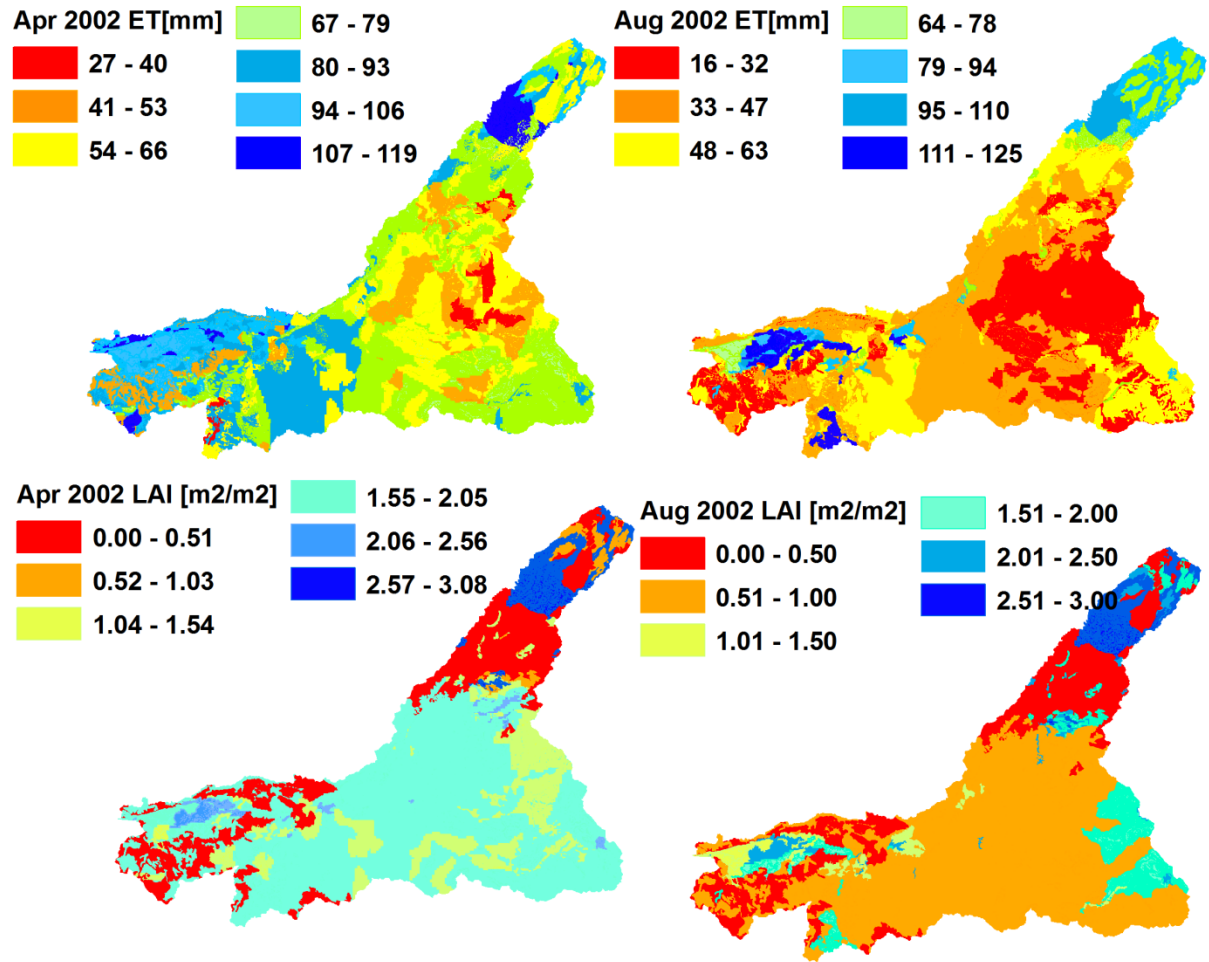 Apr 2002 ET[mm]
27 - 40
41 - 53
54 - 66
67 - 79
80 - 93
94 - 106
107 - 119
Aug 2002 ET[mm]
16 - 32
33 - 47
48 - 63
64 - 78
79 - 94
95 - 110
111 - 125
Apr 2002 LAI [m2/m2]
0.00 - 0.51
0.52 - 1.03
1.04 - 1.54
1.55 - 2.05
2.06 - 2.56
2.57 - 3.08
Aug 2002 LAI [m2/m2]
0.00 - 0.50
0.51 - 1.00
1.01 - 1.50
1.51 - 2.00
2.01 - 2.50
2.51 - 3.00